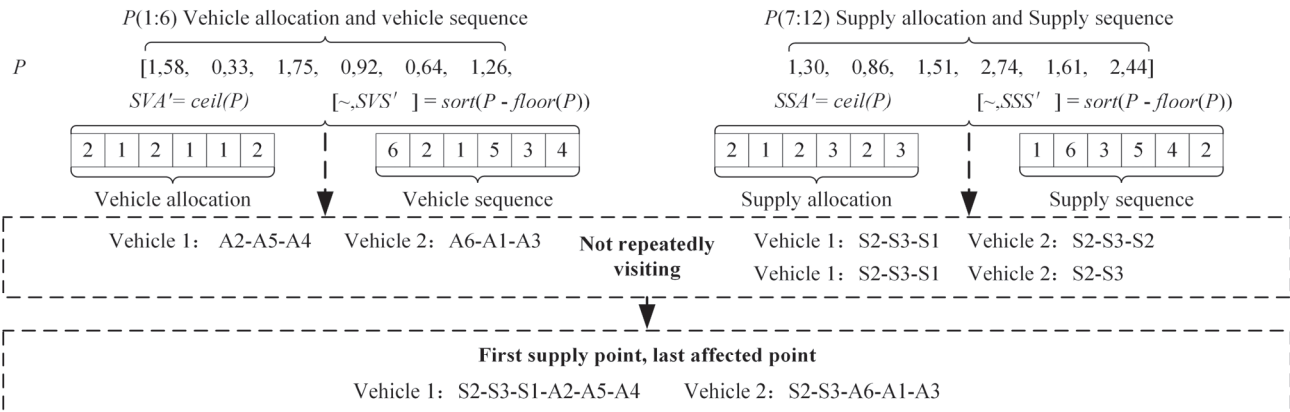 P(1:6) Vehicle allocation and vehicle sequence P(7:12) Supply allocation and Supply sequence
P [1,58, 0,33, 1,75, 0,92, 0,64, 1,26, 1,30, 0,86, 1,51, 2,74, 1,61, 2,44]
SVA'= ceil(P) [~,SVS' ] = sort(P - floor(P)) SSA'= ceil(P) [~,SSS' ] = sort(P - floor(P))
2 1 2 1 1 2 6 2 1 5 3 4 2 1 2 3 2 3 1 6 3 5 4 2
Vehicle allocation Vehicle sequence Supply allocation Supply sequence
Vehicle 1: A2-A5-A4 Vehicle 2: A6-A1-A3 Not repeatedly visiting Vehicle 1: S2-S3-S1 Vehicle 2: S2-S3-S2
Vehicle 1: S2-S3-S1 Vehicle 2: S2-S3
First supply point, last affected point
Vehicle 1: S2-S3-S1-A2-A5-A4 Vehicle 2: S2-S3-A6-A1-A3